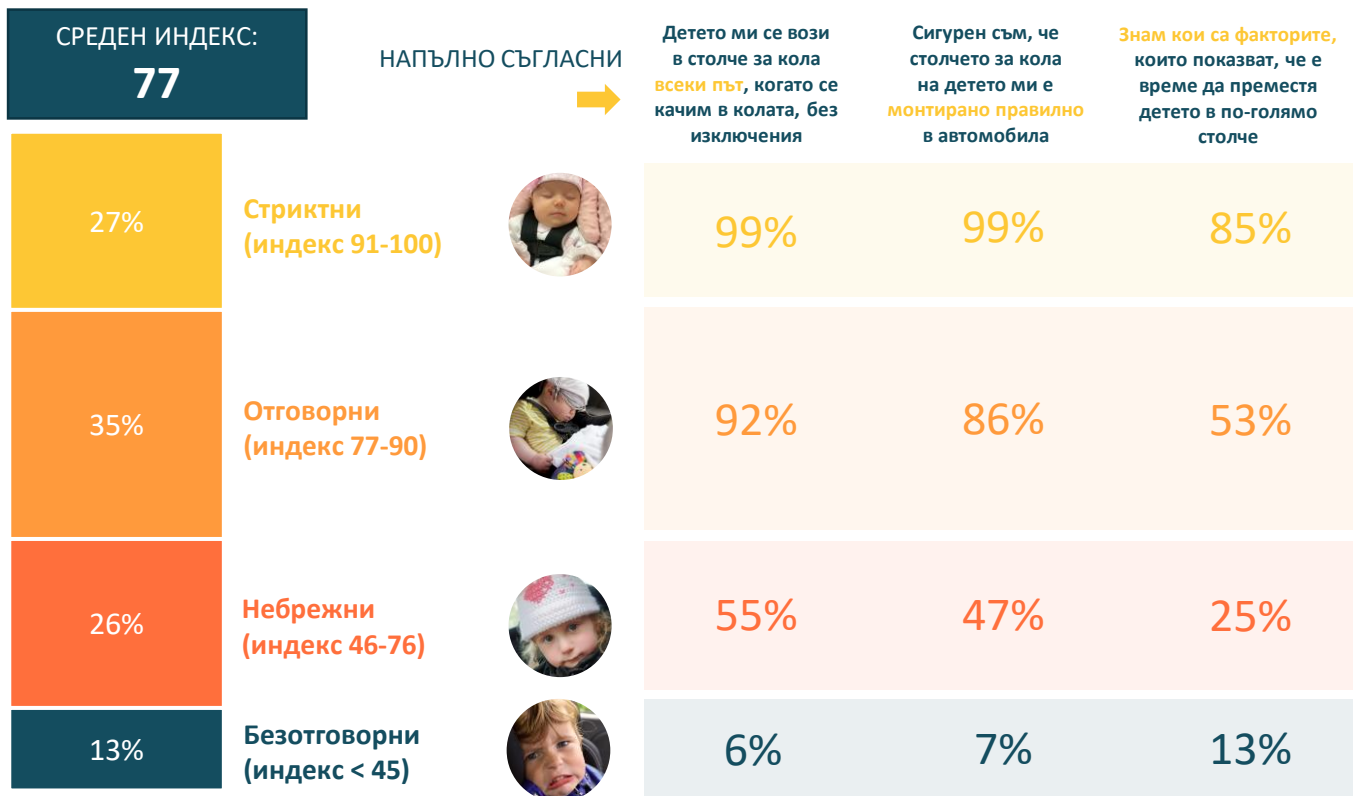 СРЕДЕН ИНДЕКС:
77
НАПЪЛНО СЪГЛАСНИ
Детето ми се вози
в столче за кола
всеки път, когато се
качим в колата, без
изключения
Сигурен съм, че
столчето за кола
на детето ми е
монтирано правилно
в автомобила
Знам кои са факторите,
които показват, че е
време да преместя
детето в по-голямо
столче
27%
Стриктни
(индекс 91-100)
99%
99%
85%
35%
Отговорни
(индекс 77-90)
92%
86%
53%
26%
Небрежни
(индекс 46-76)
55%
47%
25%
13%
Безотговорни
(индекс < 45)
6%
7%
13%